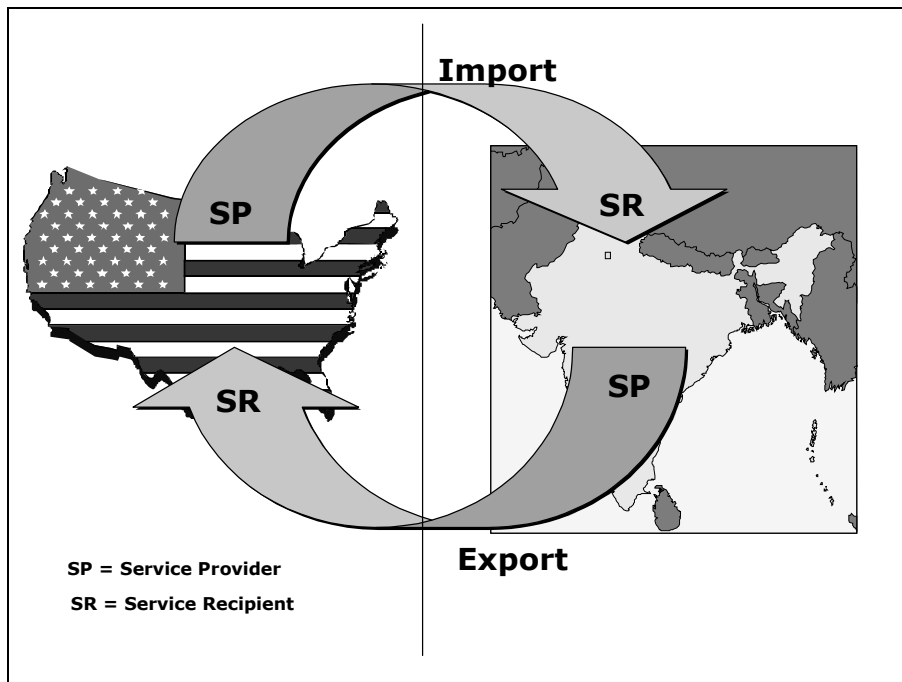 Import
SP
SR
SP
SR
Export
SP = Service Provider
SR = Service Recipient